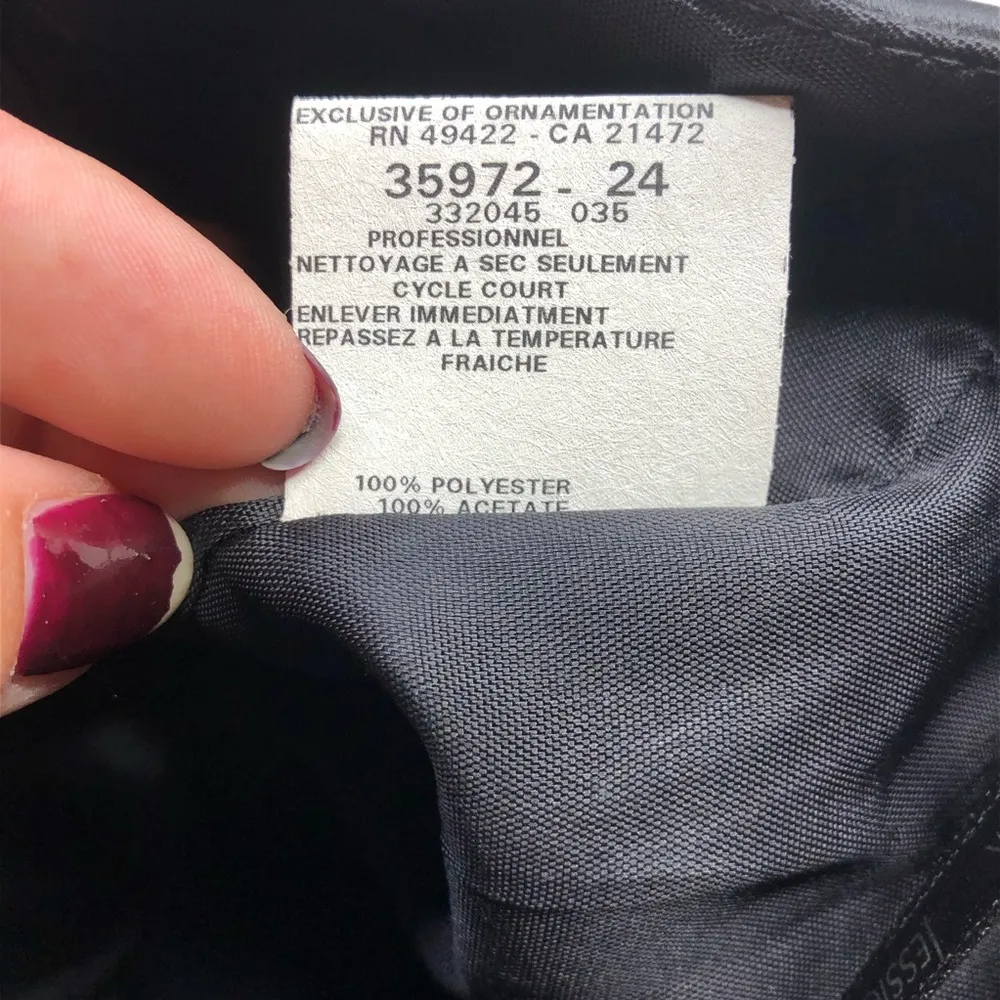 EXCLUSIVE OF ORNAMENTATION
RN 49422 - CA 21472
35972 - 24
332045 035
PROFESSIONNEL
NETTOYAGE A SEC SEULEMENT
CYCLE COURT
ENLEVER IMMEDIATMENT
REPASSEZ A LA TEMPERATURE
FRAICHE
100% POLYESTER
100% ACETATE